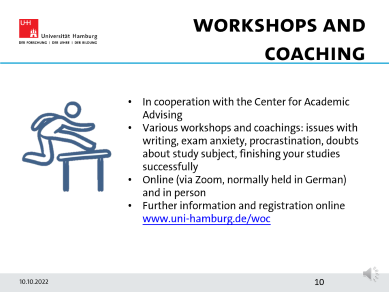 UH
Universität Hamburg
DER FORSCHUNG | DER LEHRE | DER BILDUNG
WORKSHOPS AND
COACHING
• In cooperation with the Center for Academic
Advising
• Various workshops and coachings: issues with
writing, exam anxiety, procrastination, doubts
about study subject, finishing your studies
successfully
• Online (via Zoom, normally held in German)
and in person
• Further information and registration online
www.uni-hamburg.de/woc
10.10.2022
10